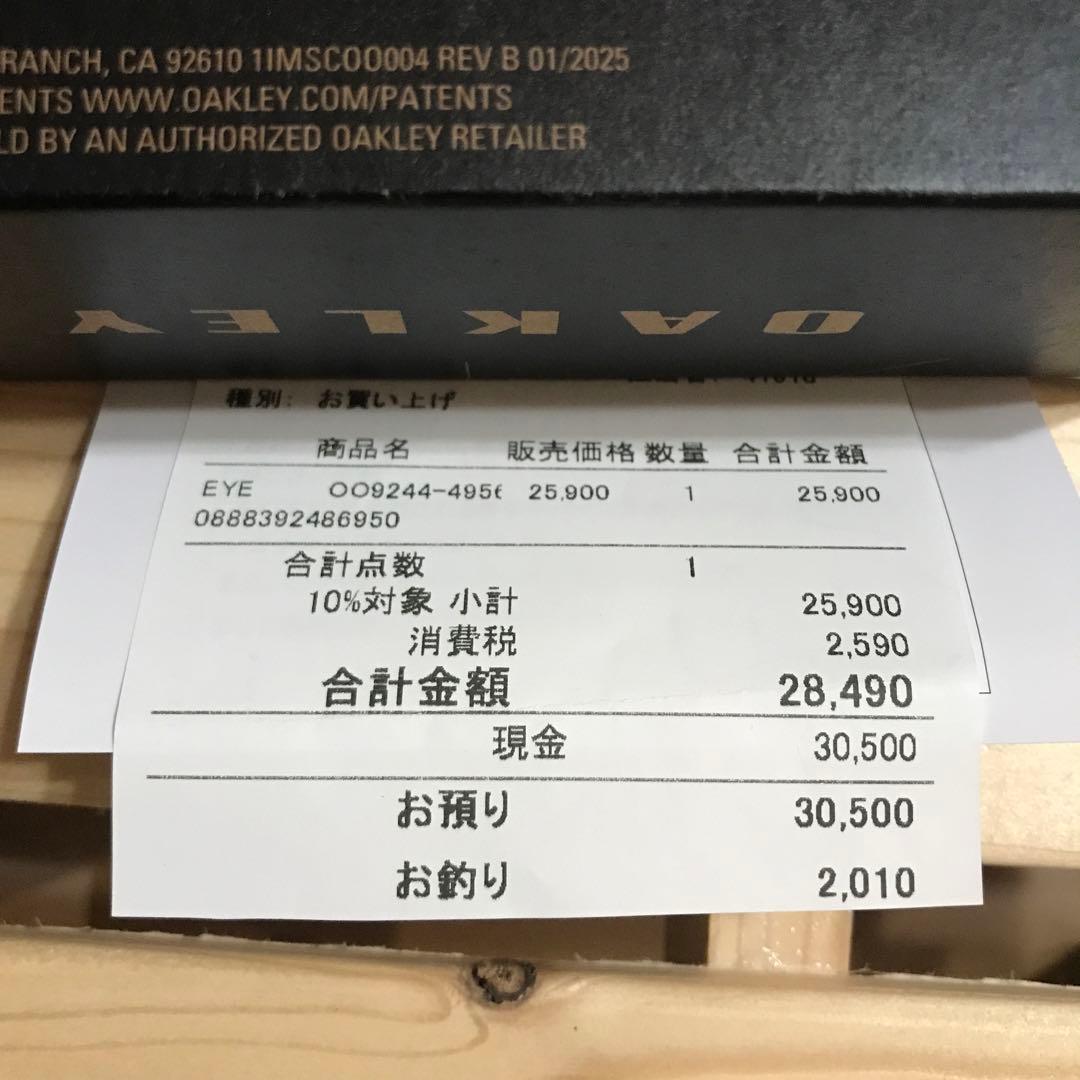 RANCH, CA 92610 1IMSCOO004 REV B 01/2025
ENTS WWW.OAKLEY.COM/PATENTS
LD BY AN AUTHORIZED OAKLEY RETAILER
OAKLEY
種別: お買い上げ
商品名 販売価格 数量 合計金額
EYE OO9244-4956 25,900 1 25,900
0888392486950
合計点数 1
10%対象 小計 25,900
消費税 2,590
合計金額 28,490
現金 30,500
お預り 30,500
お釣り 2,010